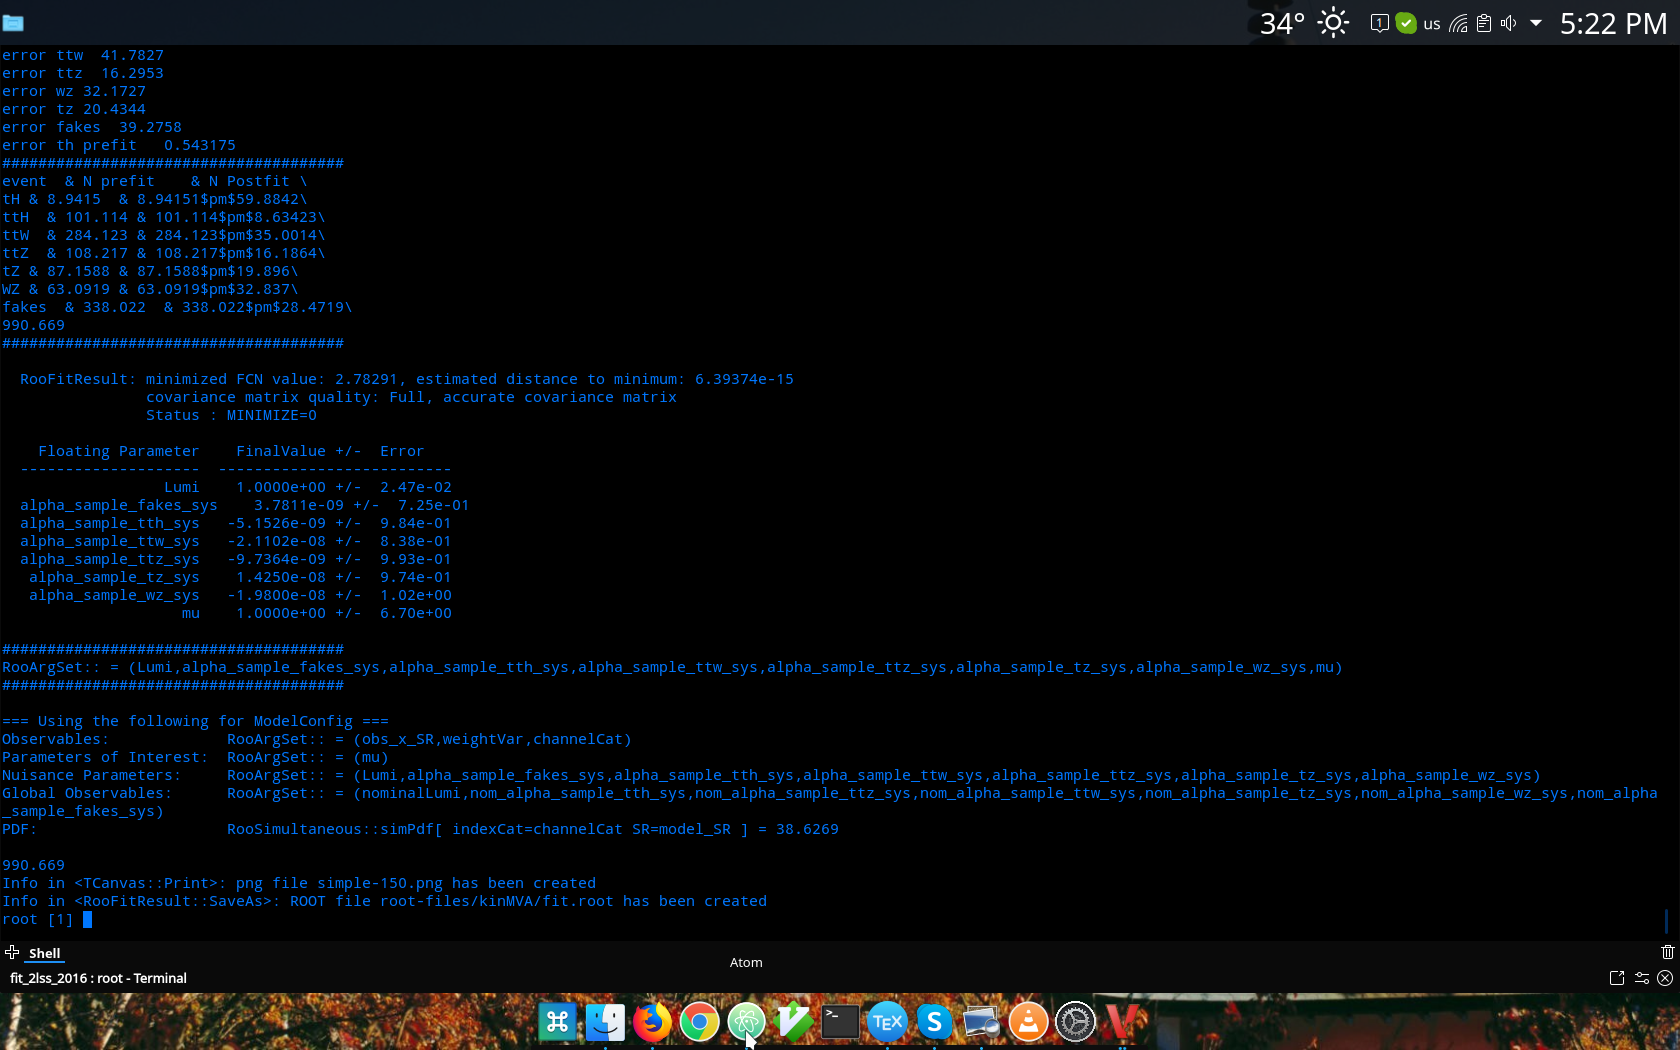 34° 1 us 5:22 PM
error ttw  41.7827
error ttz  16.2953
error wz 32.1727
error tz 20.4344
error fakes  39.2758
error th prefit   0.543175
######################################
event  & N prefit    & N Postfit \
tH & 8.9415  & 8.94151$pm$59.8842\
ttH  & 101.114 & 101.114$pm$8.63423\
ttW  & 284.123 & 284.123$pm$35.0014\
ttZ  & 108.217 & 108.217$pm$16.1864\
tZ & 87.1588 & 87.1588$pm$19.896\
WZ & 63.0919 & 63.0919$pm$32.837\
fakes  & 338.022  & 338.022$pm$28.4719\
990.669
######################################
RooFitResult: minimized FCN value: 2.78291, estimated distance to minimum: 6.39374e-15
covariance matrix quality: Full, accurate covariance matrix
Status : MINIMIZE=0
Floating Parameter    FinalValue +/-  Error
--------------------  --------------------------
Lumi    1.0000e+00 +/-  2.47e-02
alpha_sample_fakes_sys    3.7811e-09 +/-  7.25e-01
alpha_sample_tth_sys   -5.1526e-09 +/-  9.84e-01
alpha_sample_ttw_sys   -2.1102e-08 +/-  8.38e-01
alpha_sample_ttz_sys   -9.7364e-09 +/-  9.93e-01
alpha_sample_tz_sys    1.4250e-08 +/-  9.74e-01
alpha_sample_wz_sys   -1.9800e-08 +/-  1.02e+00
mu    1.0000e+00 +/-  6.70e+00
######################################
RooArgSet:: = (Lumi,alpha_sample_fakes_sys,alpha_sample_tth_sys,alpha_sample_ttw_sys,alpha_sample_ttz_sys,alpha_sample_tz_sys,alpha_sample_wz_sys,mu)
######################################
=== Using the following for ModelConfig ===
Observables:             RooArgSet:: = (obs_x_SR,weightVar,channelCat)
Parameters of Interest:  RooArgSet:: = (mu)
Nuisance Parameters:     RooArgSet:: = (Lumi,alpha_sample_fakes_sys,alpha_sample_tth_sys,alpha_sample_ttw_sys,alpha_sample_ttz_sys,alpha_sample_tz_sys,alpha_sample_wz_sys)
Global Observables:      RooArgSet:: = (nominalLumi,nom_alpha_sample_tth_sys,nom_alpha_sample_ttz_sys,nom_alpha_sample_ttw_sys,nom_alpha_sample_tz_sys,nom_alpha_sample_wz_sys,nom_alpha
_sample_fakes_sys)
PDF:                     RooSimultaneous::simPdf[ indexCat=channelCat SR=model_SR ] = 38.6269
990.669
Info in <TCanvas::Print>: png file simple-150.png has been created
Info in <RooFitResult::SaveAs>: ROOT file root-files/kinMVA/fit.root has been created
root [1]
Shell
Atom
fit_2lss_2016 : root - Terminal
>_ TEX S